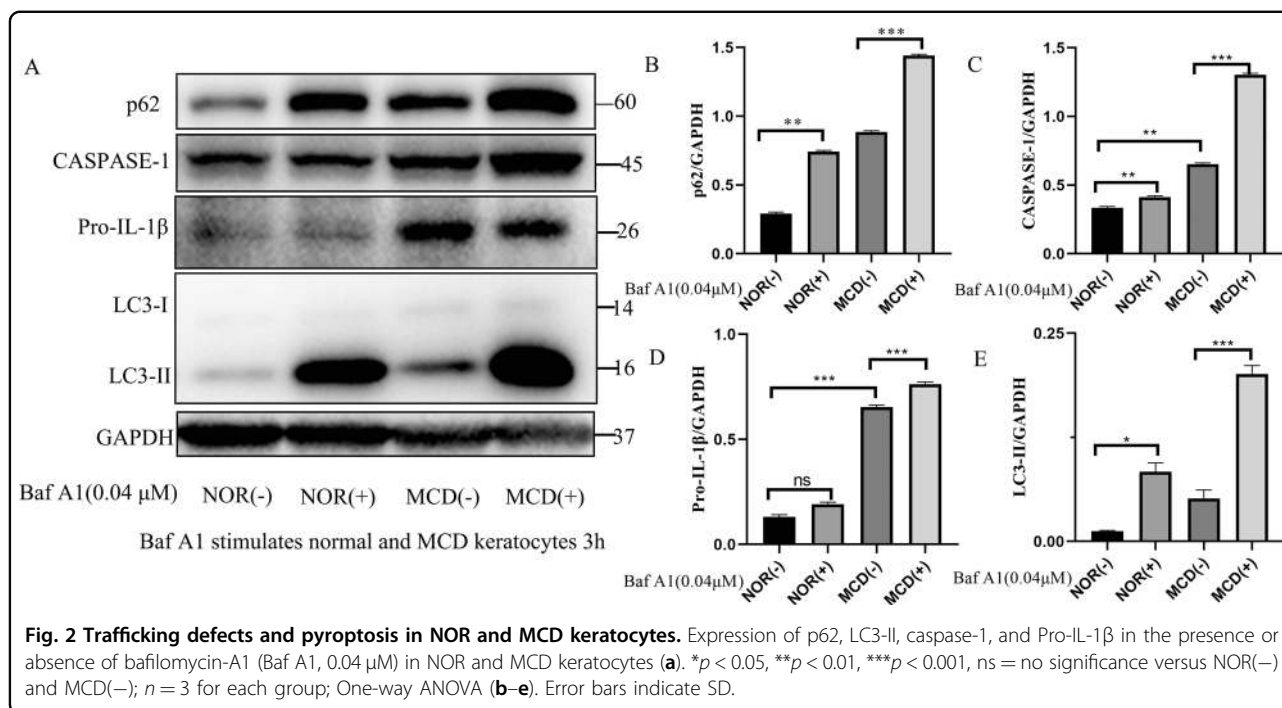 A
p62
60
CASPASE-1
45
Pro-IL-1β
26
LC3-I
14
LC3-II
16
GAPDH
37
Baf A1(0.04 μM) NOR(-) NOR(+) MCD(-) MCD(+)
Baf A1 stimulates normal and MCD keratocytes 3h
B
p62/GAPDH
1.5
1.0
0.5
0.0
**
***
Baf A1(0.04μM)
NOR(-)
NOR(+)
MCD(-)
MCD(+)
C
CASPASE-1/GAPDH
1.5
1.0
0.5
0.0
**
**
***
Baf A1(0.04μM)
NOR(-)
NOR(+)
MCD(-)
MCD(+)
D
Pro-IL-1β/GAPDH
1.0
0.5
0.0
ns
***
***
Baf A1(0.04μM)
NOR(-)
NOR(+)
MCD(-)
MCD(+)
E
LC3-II/GAPDH
0.25
0.00
*
***
Baf A1(0.04μM)
NOR(-)
NOR(+)
MCD(-)
MCD(+)
Fig. 2 Trafficking defects and pyroptosis in NOR and MCD keratocytes. Expression of p62, LC3-II, caspase-1, and Pro-IL-1β in the presence or
absence of bafilomycin-A1 (Baf A1, 0.04 μM) in NOR and MCD keratocytes (a). *p < 0.05, **p < 0.01, ***p < 0.001, ns = no significance versus NOR(−)
and MCD(−); n = 3 for each group; One-way ANOVA (b–e). Error bars indicate SD.